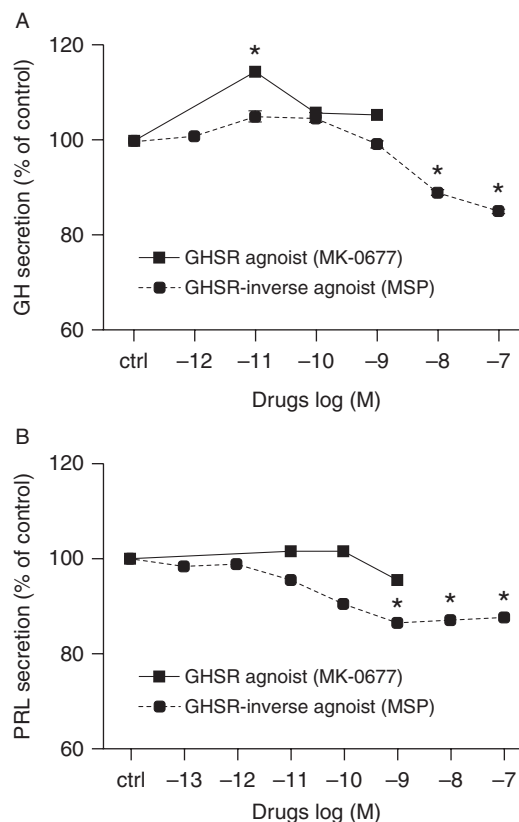 A
120
*
100
*
*
80
60
GH secretion (% of control)
GHSR agnoist (MK-0677)
GHSR-inverse agnoist (MSP)
ctrl –12 –11 –10 –9 –8 –7
Drugs log (M)
B
120
100
*
*
*
80
60
PRL secretion (% of control)
GHSR agnoist (MK-0677)
GHSR-inverse agnoist (MSP)
ctrl –13 –12 –11 –10 –9 –8 –7
Drugs log (M)